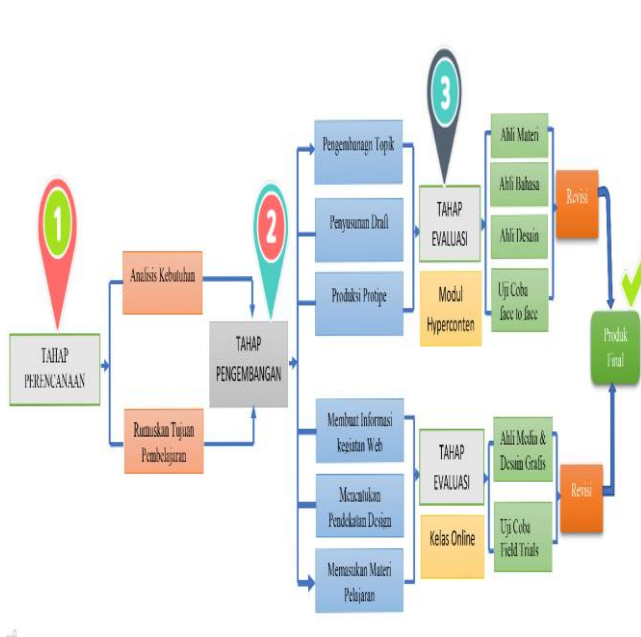 1
TAHAP
PERENCANAAN
Analisis Kebutuhan
Rumuskan Tujuan
Pembelajaran
2
TAHAP
PENGEMBANGAN
Pengembanagn Topik
Penyusunan Draft
Produksi Protipe
Membuat Informasi
kegiatan Web
Menentukan
Pendekatan Design
Memasukan Materi
Pelajaran
3
TAHAP
EVALUASI
Modul
Hyperconten
TAHAP
EVALUASI
Kelas Online
Ahli Materi
Ahli Bahasa
Ahli Desain
Uji Coba
face to face
Ahli Media &
Desain Grafis
Uji Coba
Field Trials
Revisi
Revisi
Produk
Final